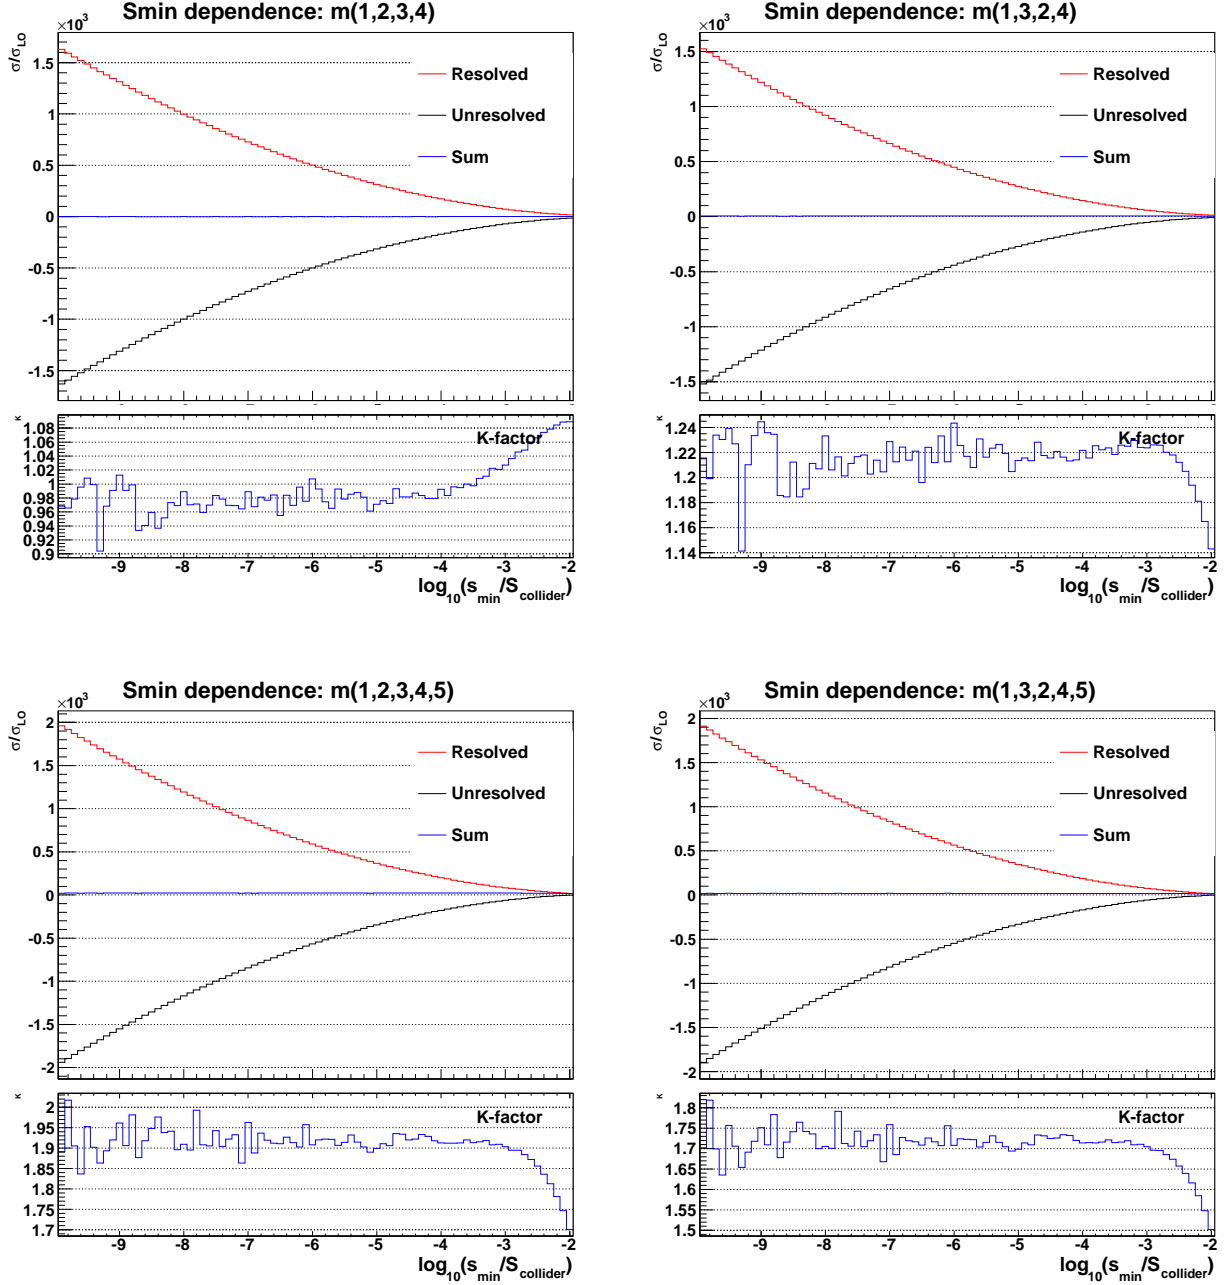 Smin dependence: m(1,2,3,4)
×10³
σ/σ_LO
1.5
1
0.5
0
-0.5
-1
-1.5
Resolved
Unresolved
Sum
κ
1.08
1.06
1.04
1.02
1
0.98
0.96
0.94
0.92
0.9
K-factor
-9 -8 -7 -6 -5 -4 -3 -2
log₁₀(s_min/S_collider)
Smin dependence: m(1,3,2,4)
×10³
σ/σ_LO
1.5
1
0.5
0
-0.5
-1
-1.5
Resolved
Unresolved
Sum
κ
1.24
1.22
1.2
1.18
1.16
1.14
K-factor
-9 -8 -7 -6 -5 -4 -3 -2
log₁₀(s_min/S_collider)
Smin dependence: m(1,2,3,4,5)
×10³
σ/σ_LO
2
1.5
1
0.5
0
-0.5
-1
-1.5
-2
Resolved
Unresolved
Sum
κ
2
1.95
1.9
1.85
1.8
1.75
1.7
K-factor
-9 -8 -7 -6 -5 -4 -3 -2
log₁₀(s_min/S_collider)
Smin dependence: m(1,3,2,4,5)
×10³
σ/σ_LO
2
1.5
1
0.5
0
-0.5
-1
-1.5
-2
Resolved
Unresolved
Sum
κ
1.8
1.75
1.7
1.65
1.6
1.55
1.5
K-factor
-9 -8 -7 -6 -5 -4 -3 -2
log₁₀(s_min/S_collider)